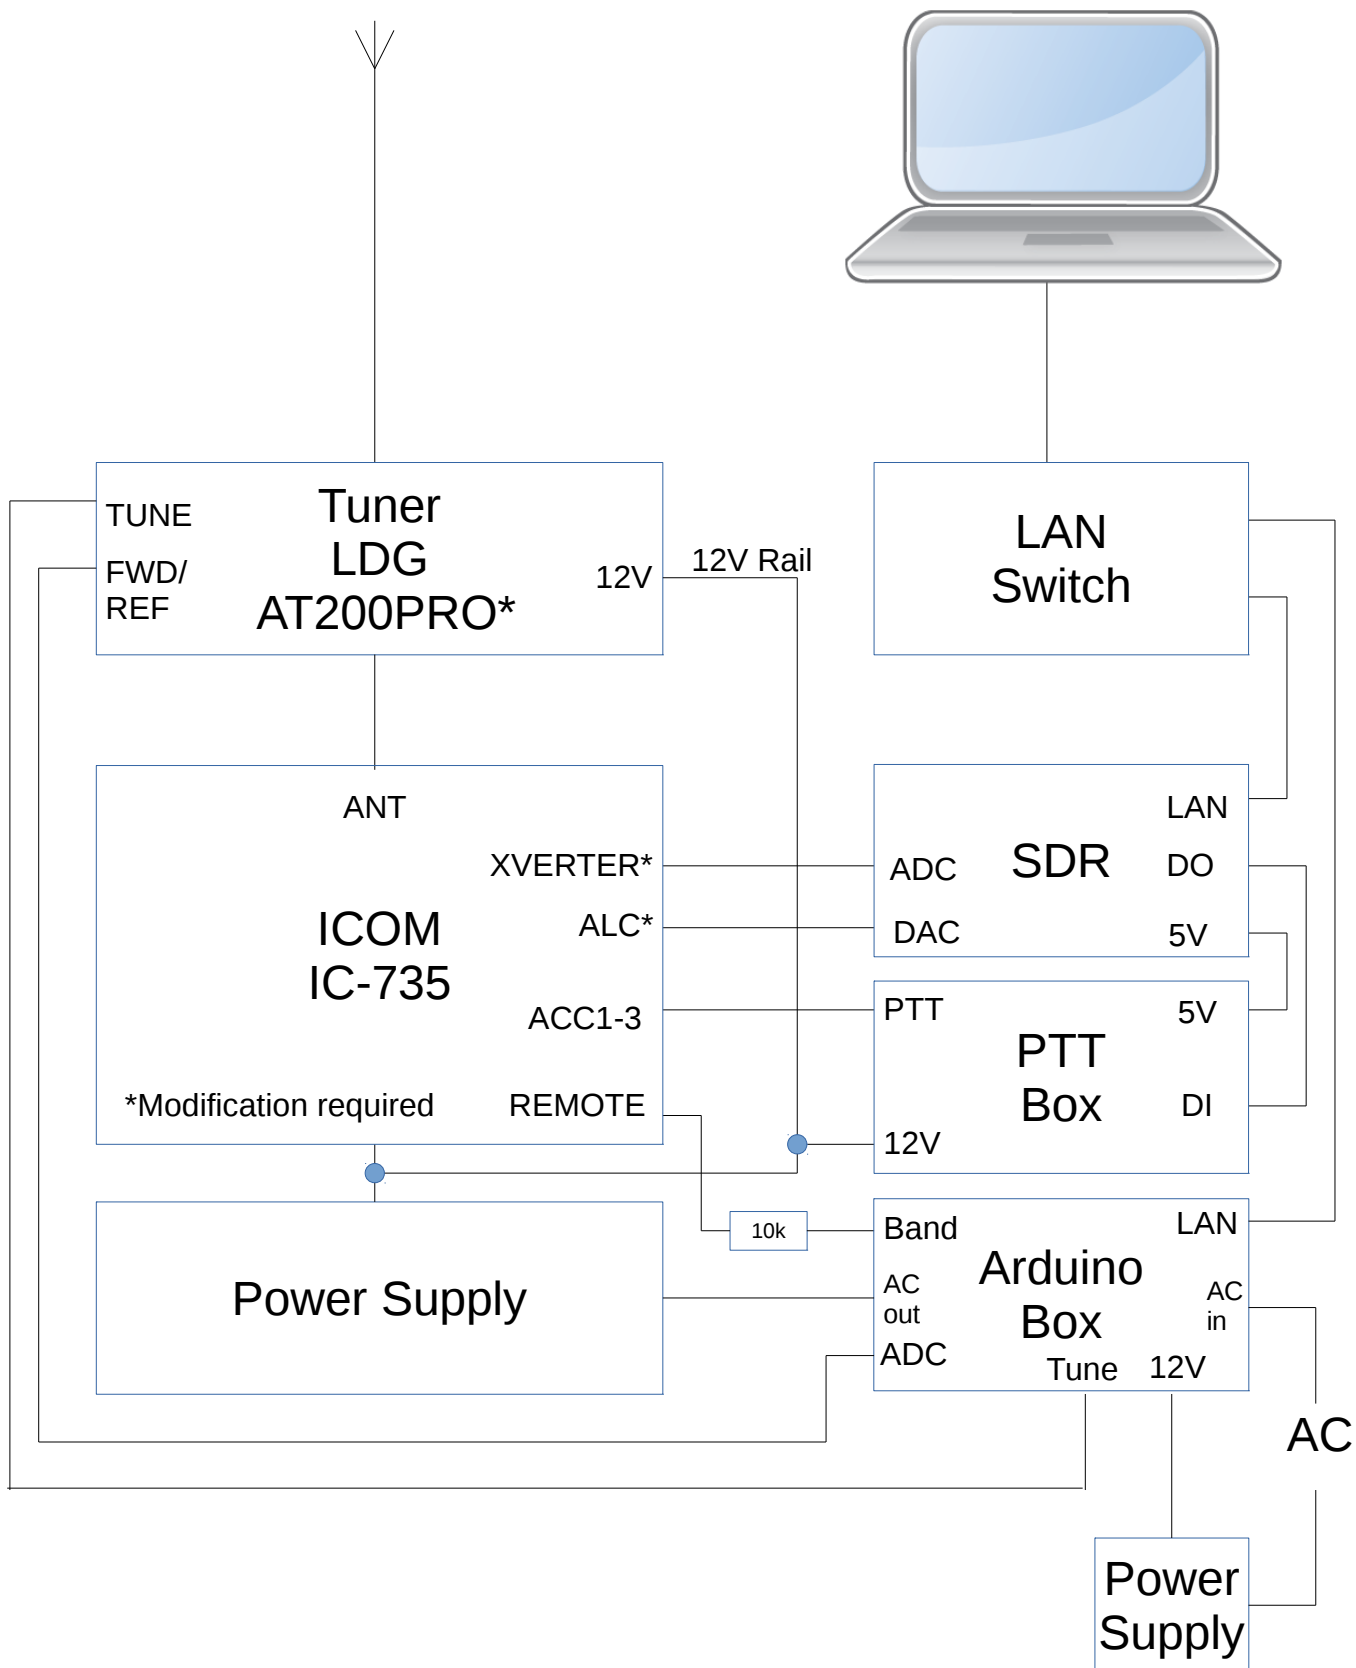 TUNE
FWD/
REF
Tuner
LDG
AT200PRO*
12V
12V Rail
LAN
Switch
ANT
XVERTER*
ALC*
ICOM
IC-735
ACC1-3
*Modification required
REMOTE
ADC
DAC
SDR
LAN
DO
5V
PTT
12V
PTT
Box
5V
DI
10k
Power Supply
Band
AC
out
ADC
Arduino
Box
Tune
12V
LAN
AC
in
AC
Power
Supply